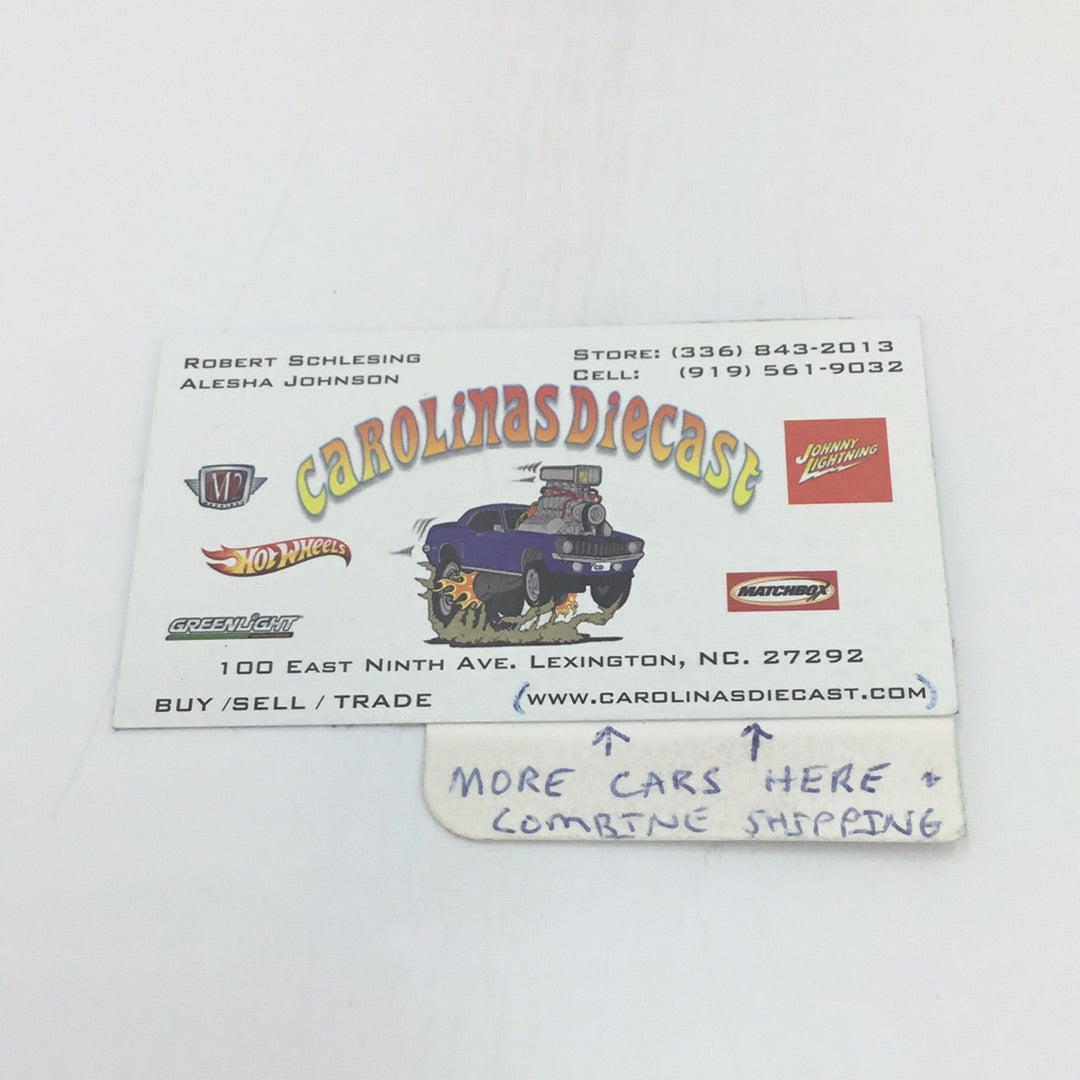 ROBERT SCHLESING
ALESHA JOHNSON
STORE: (336) 843-2013
CELL: (919) 561-9032
CAROLINAS DIECAST
M2
JOHNNY LIGHTNING
HOT WHEELS
MATCHBOX
GREENLIGHT
CD
100 EAST NINTH AVE. LEXINGTON, NC. 27292
BUY /SELL / TRADE (WWW.CAROLINASDIECAST.COM)
↑ ↑
MORE CARS HERE +
COMBINE SHIPPING